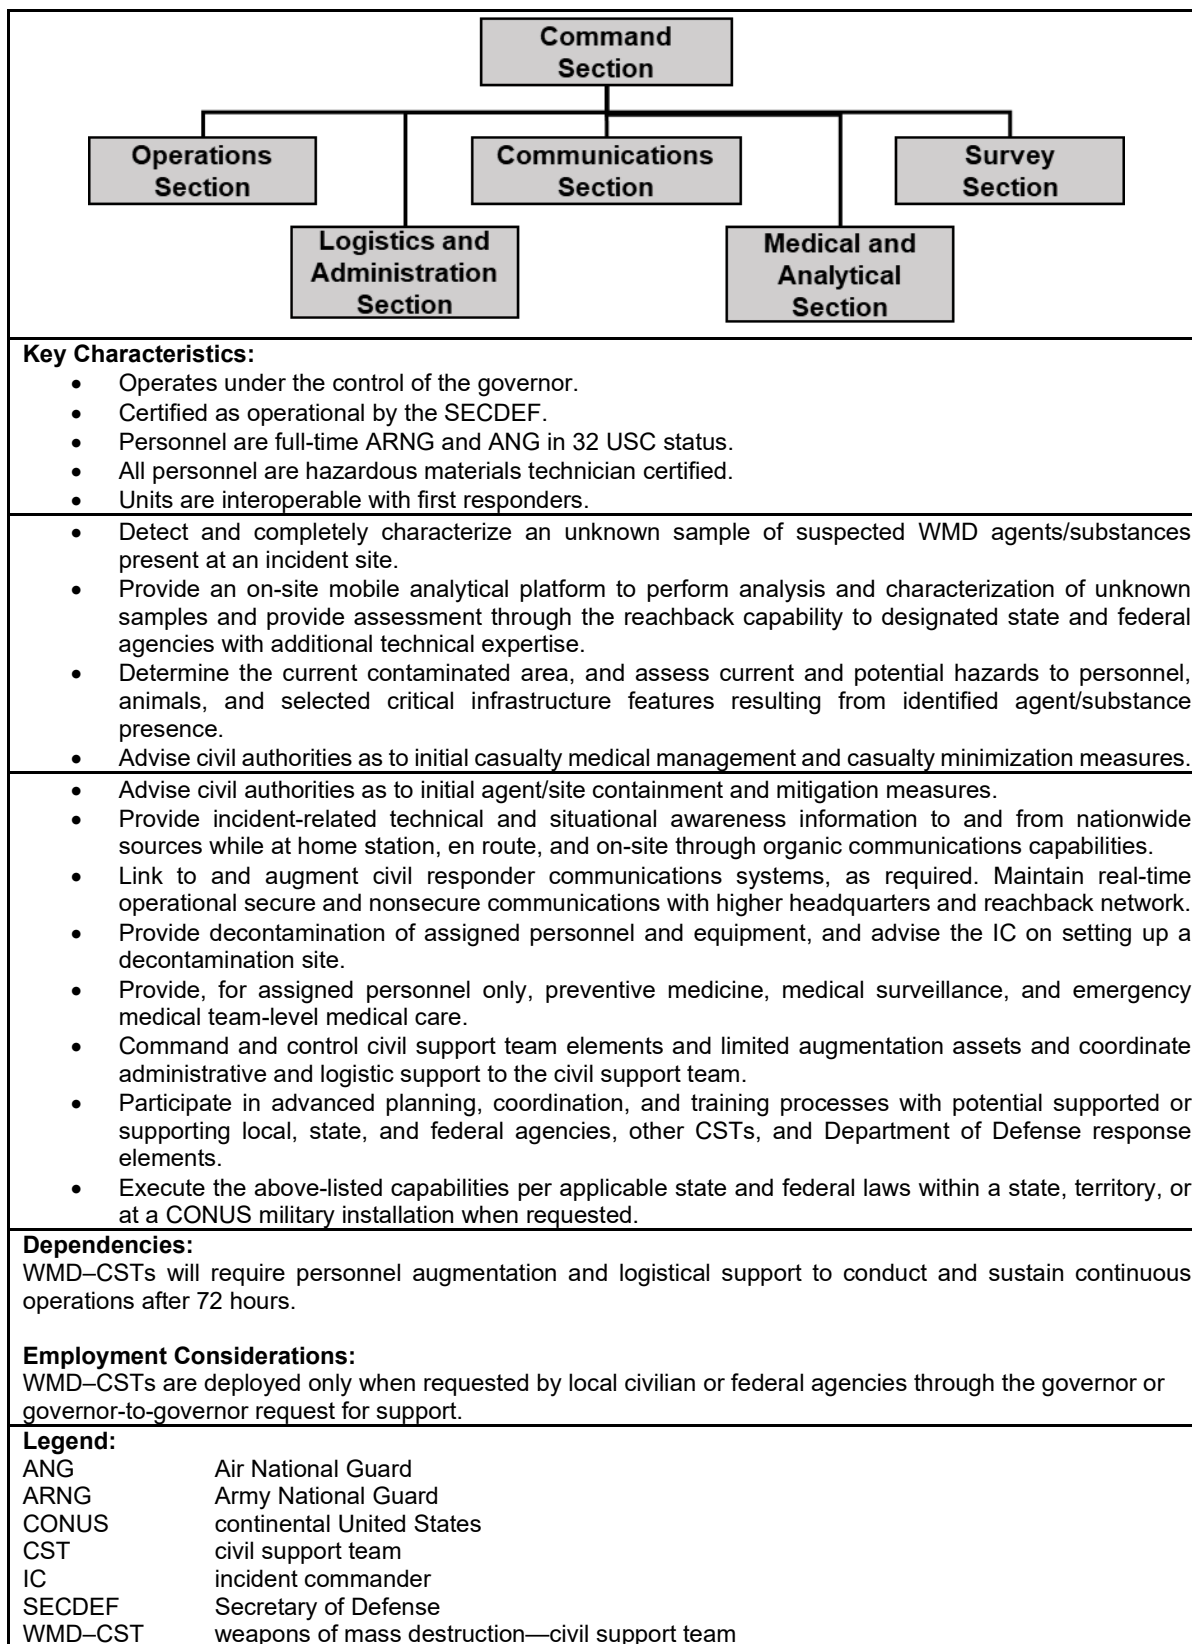 Command
Section
Operations
Section
Communications
Section
Survey
Section
Logistics and
Administration
Section
Medical and
Analytical
Section
Key Characteristics:
• Operates under the control of the governor.
• Certified as operational by the SECDEF.
• Personnel are full-time ARNG and ANG in 32 USC status.
• All personnel are hazardous materials technician certified.
• Units are interoperable with first responders.
• Detect and completely characterize an unknown sample of suspected WMD agents/substances
present at an incident site.
• Provide an on-site mobile analytical platform to perform analysis and characterization of unknown
samples and provide assessment through the reachback capability to designated state and federal
agencies with additional technical expertise.
• Determine the current contaminated area, and assess current and potential hazards to personnel,
animals, and selected critical infrastructure features resulting from identified agent/substance
presence.
• Advise civil authorities as to initial casualty medical management and casualty minimization measures.
• Advise civil authorities as to initial agent/site containment and mitigation measures.
• Provide incident-related technical and situational awareness information to and from nationwide
sources while at home station, en route, and on-site through organic communications capabilities.
• Link to and augment civil responder communications systems, as required. Maintain real-time
operational secure and nonsecure communications with higher headquarters and reachback network.
• Provide decontamination of assigned personnel and equipment, and advise the IC on setting up a
decontamination site.
• Provide, for assigned personnel only, preventive medicine, medical surveillance, and emergency
medical team-level medical care.
• Command and control civil support team elements and limited augmentation assets and coordinate
administrative and logistic support to the civil support team.
• Participate in advanced planning, coordination, and training processes with potential supported or
supporting local, state, and federal agencies, other CSTs, and Department of Defense response
elements.
• Execute the above-listed capabilities per applicable state and federal laws within a state, territory, or
at a CONUS military installation when requested.
Dependencies:
WMD–CSTs will require personnel augmentation and logistical support to conduct and sustain continuous
operations after 72 hours.
Employment Considerations:
WMD–CSTs are deployed only when requested by local civilian or federal agencies through the governor or
governor-to-governor request for support.
Legend:
ANG Air National Guard
ARNG Army National Guard
CONUS continental United States
CST civil support team
IC incident commander
SECDEF Secretary of Defense
WMD–CST weapons of mass destruction—civil support team